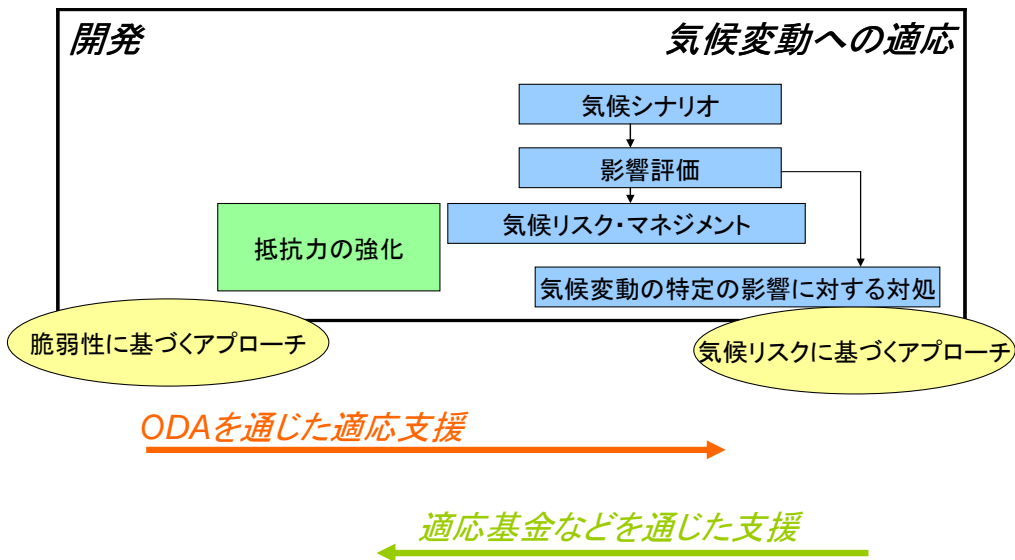 開発
気候変動への適応
気候シナリオ
影響評価
気候リスク・マネジメント
抵抗力の強化
気候変動の特定の影響に対する対処
脆弱性に基づくアプローチ
気候リスクに基づくアプローチ
ODAを通じた適応支援
適応基金などを通じた支援